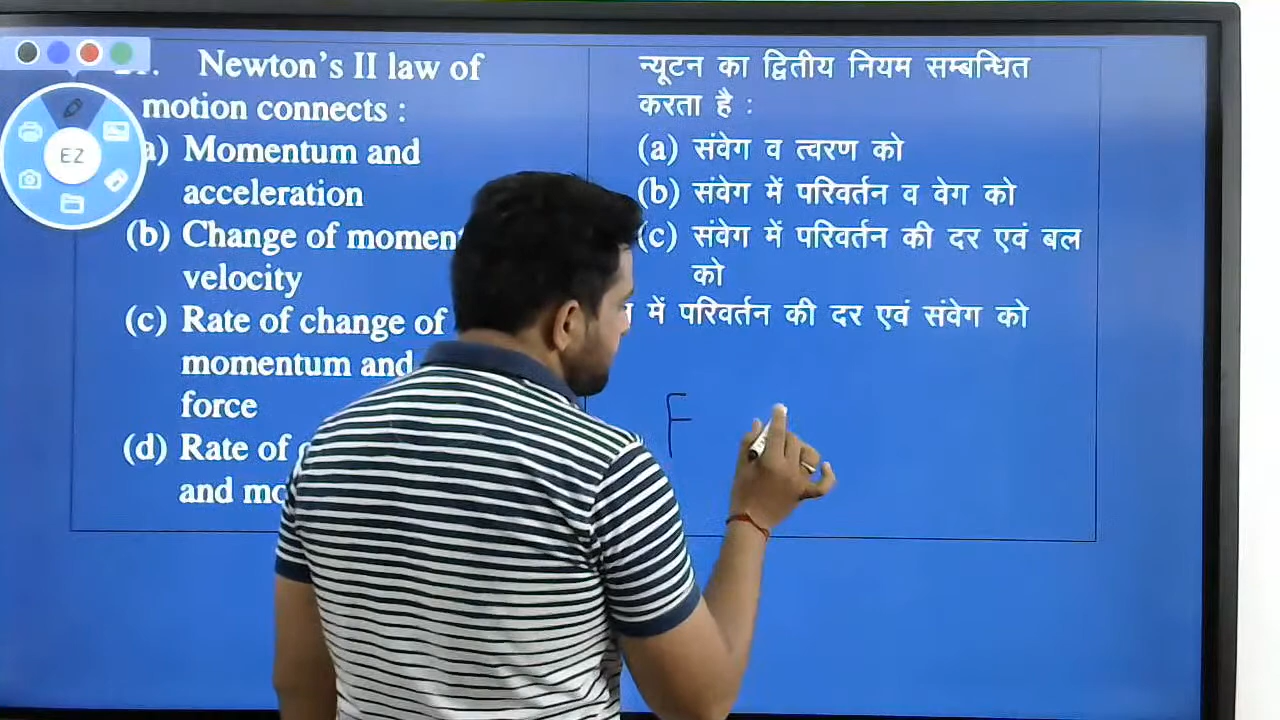 Newton's II law of
motion connects :
a) Momentum and
acceleration
(b) Change of momen
velocity
(c) Rate of change of
momentum and
force
(d) Rate of
and mo
न्यूटन का द्वितीय नियम सम्बन्धित
करता है :
(a) संवेग व त्वरण को
(b) संवेग में परिवर्तन व वेग को
(c) संवेग में परिवर्तन की दर एवं बल
को
में परिवर्तन की दर एवं संवेग को
F
EZ